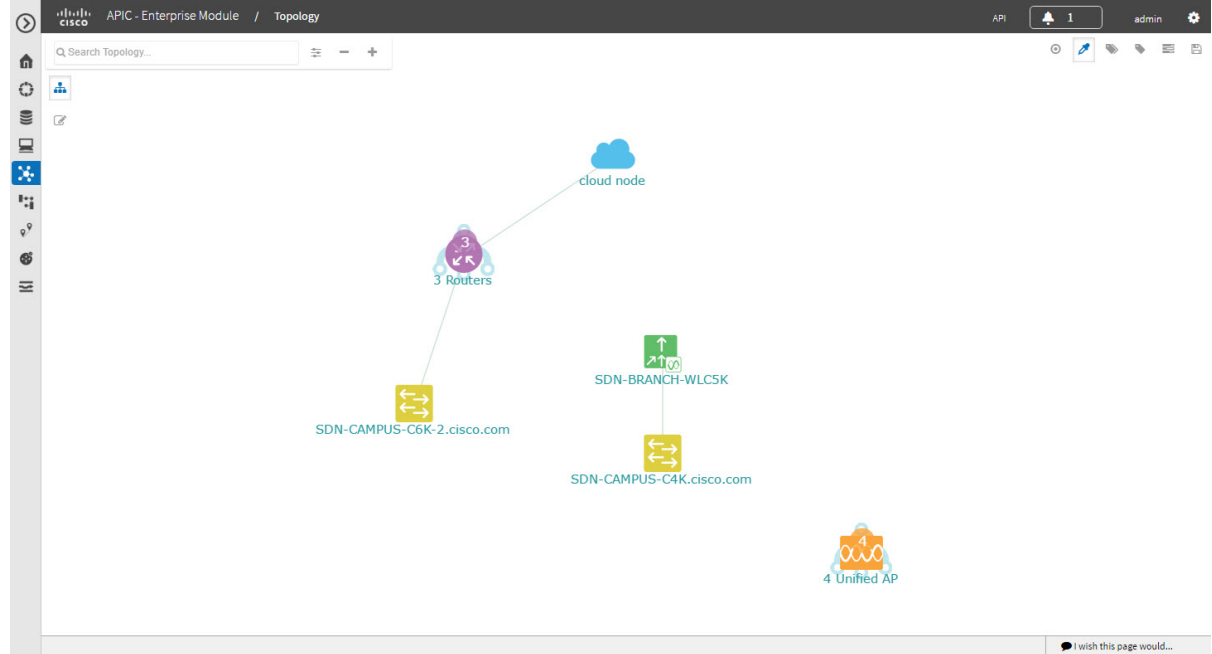 cisco APIC - Enterprise Module / Topology API 1 admin
Search Topology...
cloud node
3
3 Routers
SDN-BRANCH-WLC5K
SDN-CAMPUS-C6K-2.cisco.com
SDN-CAMPUS-C4K.cisco.com
4
4 Unified AP
I wish this page would...